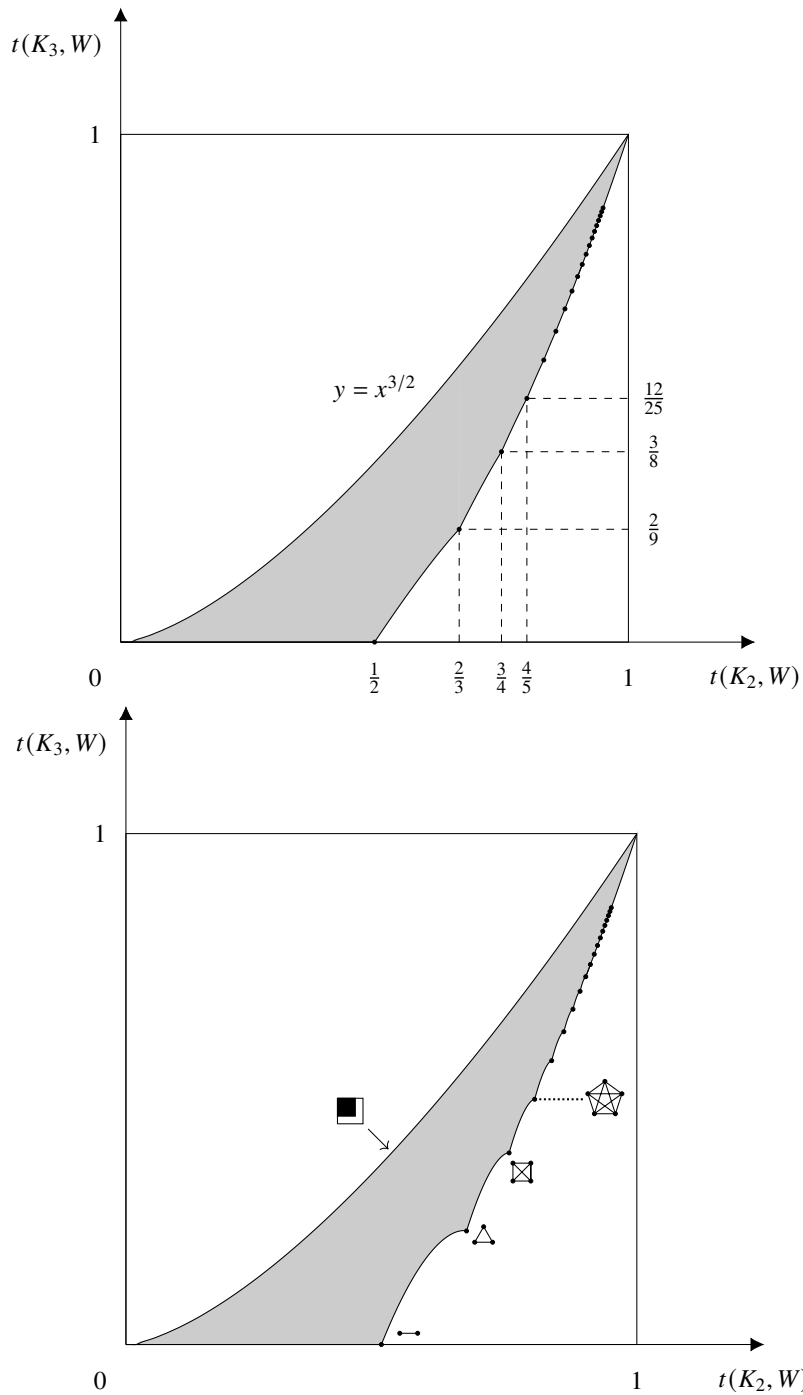 t(K₃, W)
1
y = x^{3/2}
12/25
3/8
2/9
0
1/2
2/3
3/4
4/5
1
t(K₂, W)
t(K₃, W)
1
0
1
t(K₂, W)